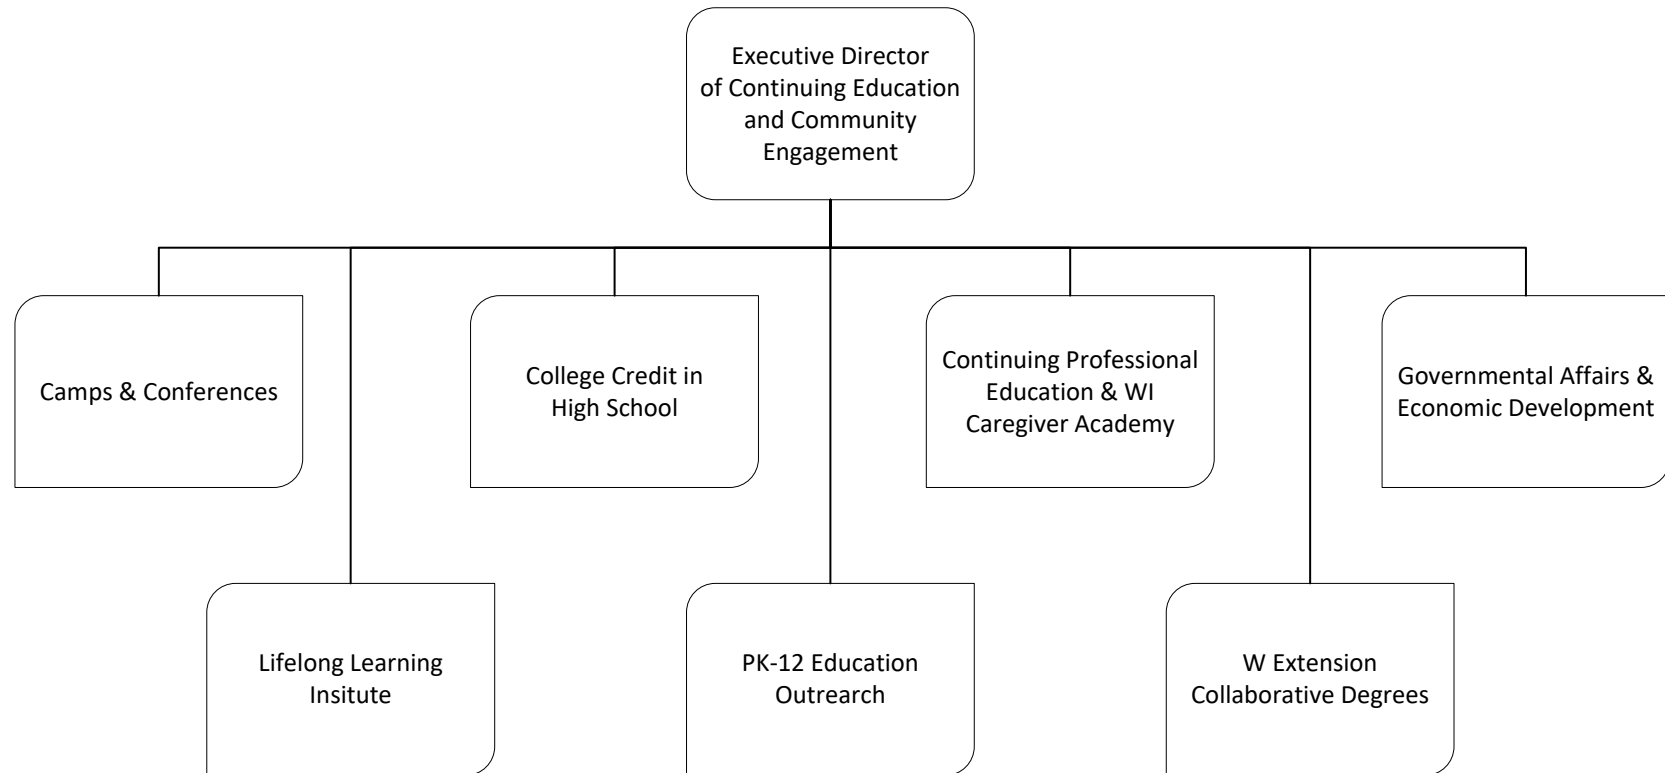 Executive Director
of Continuing Education
and Community
Engagement
Camps & Conferences
College Credit in
High School
Continuing Professional
Education & WI
Caregiver Academy
Governmental Affairs &
Economic Development
Lifelong Learning
Insitute
PK-12 Education
Outrearch
W Extension
Collaborative Degrees